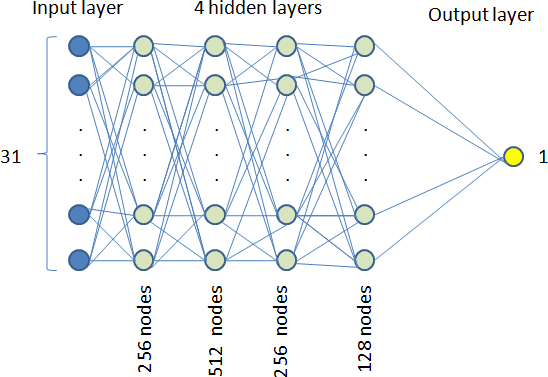 Input layer
4 hidden layers
Output layer
31
1
256 nodes
512 nodes
256 nodes
128 nodes